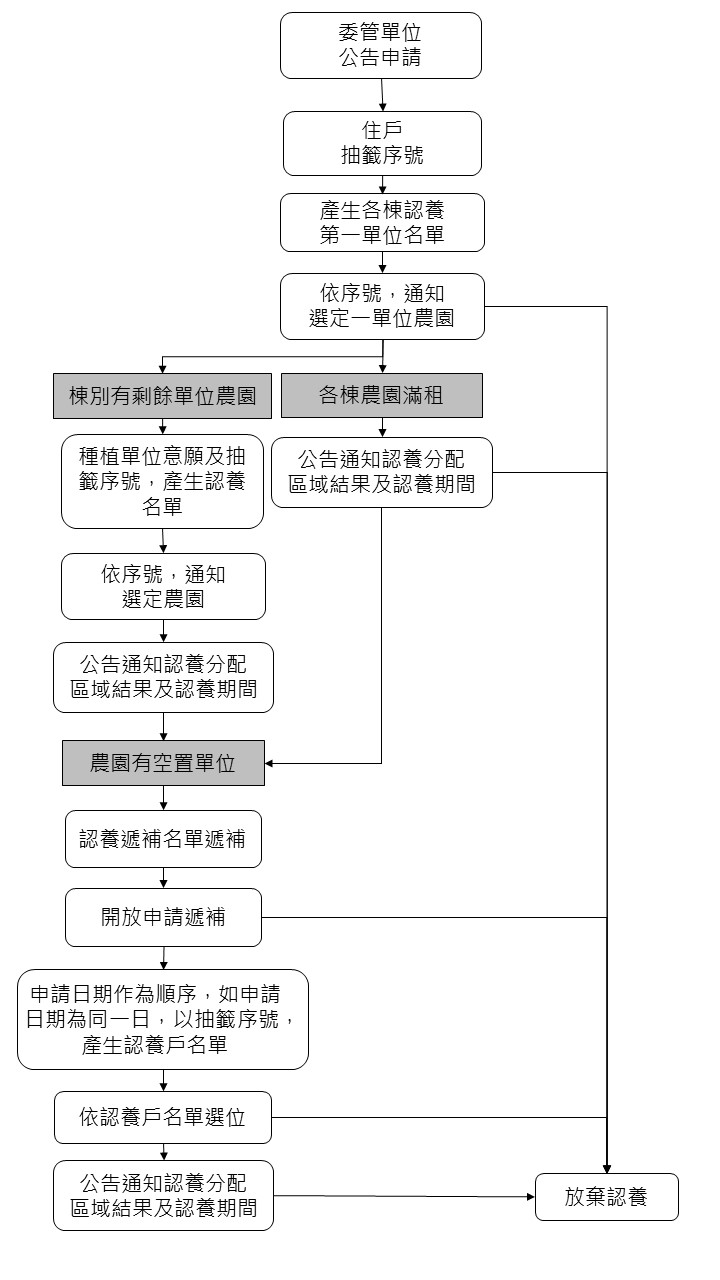 委管單位
公告申請
住戶
抽籤序號
產生各棟認養
第一單位名單
依序號，通知
選定一單位農園
棟別有剩餘單位農園
各棟農園滿租
種植單位意願及抽
籤序號，產生認養
名單
公告通知認養分配
區域結果及認養期間
依序號，通知
選定農園
公告通知認養分配
區域結果及認養期間
農園有空置單位
認養遞補名單遞補
開放申請遞補
申請日期作為順序，如申請
日期為同一日，以抽籤序號，
產生認養戶名單
依認養戶名單選位
公告通知認養分配
區域結果及認養期間
放棄認養